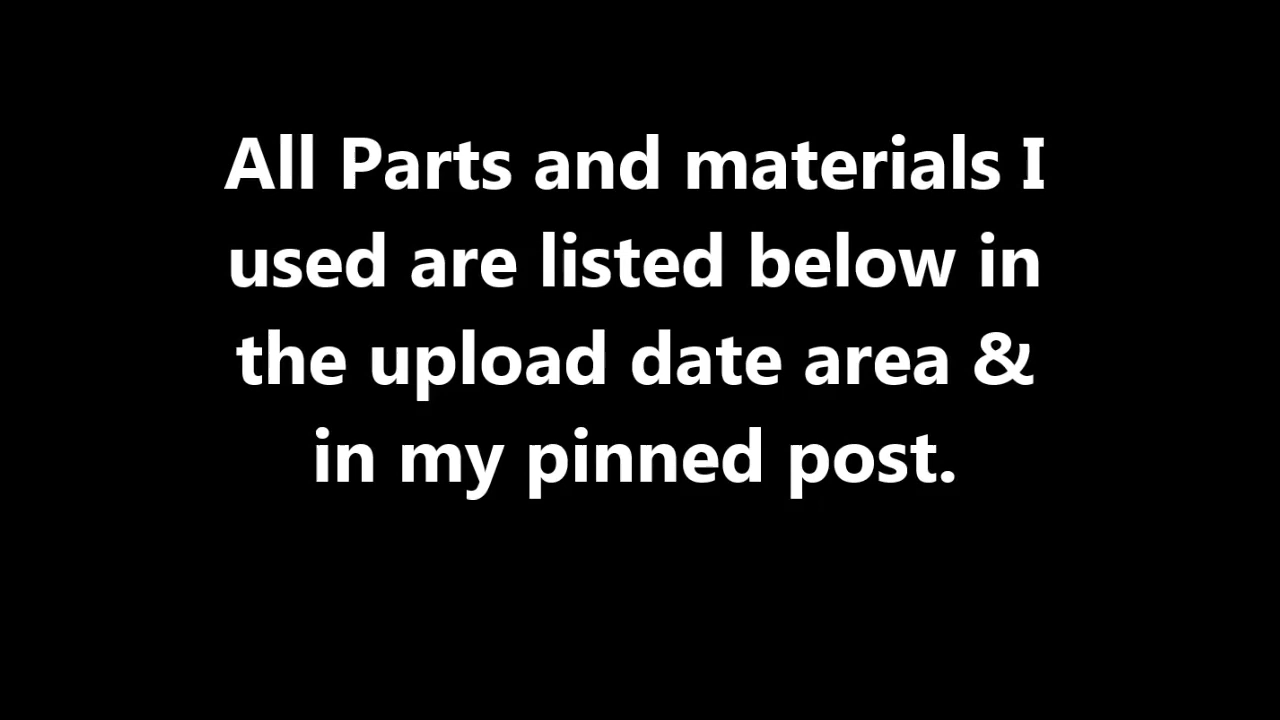 All Parts and materials I
used are listed below in
the upload date area &
in my pinned post.